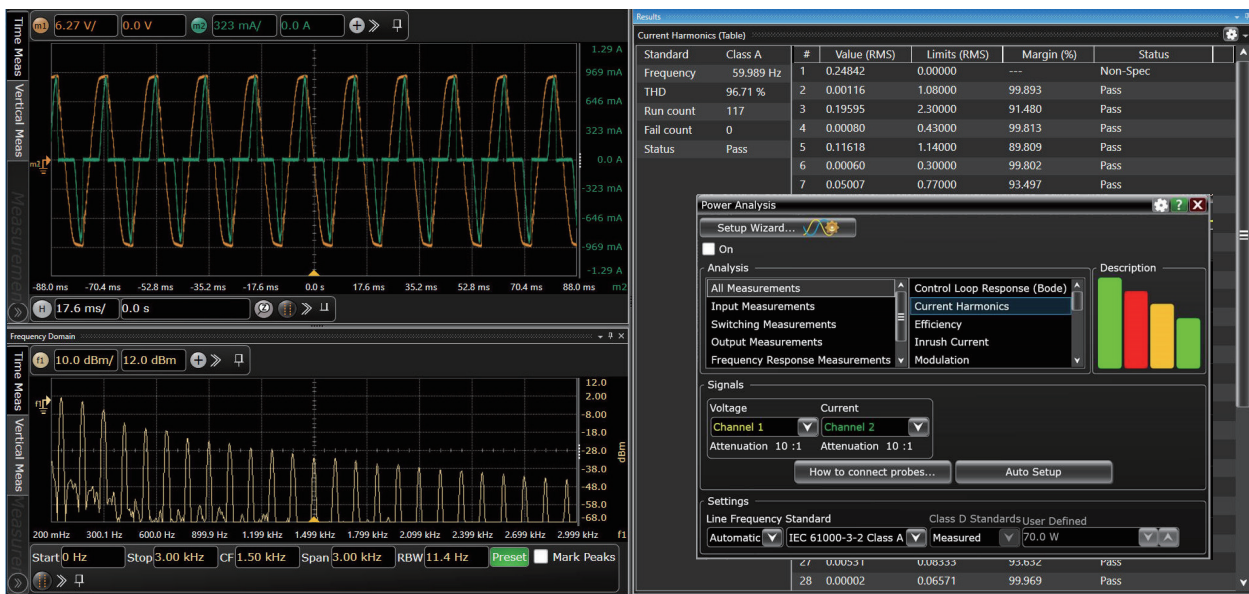 Time Meas
Vertical Meas
Measurement
m1 6.27 V/ 0.0 V m2 323 mA/ 0.0 A
1.29 A
969 mA
646 mA
323 mA
0.0 A
-323 mA
-646 mA
-969 mA
-1.29 A
m1
-88.0 ms -70.4 ms -52.8 ms -35.2 ms -17.6 ms 0.0 s 17.6 ms 35.2 ms 52.8 ms 70.4 ms 88.0 ms m2
H 17.6 ms/ 0.0 s
Frequency Domain
Time Meas
Vertical Meas
f1 10.0 dBm/ 12.0 dBm
12.0
2.00
-8.00
-18.0
-28.0
-38.0
-48.0
-58.0
-68.0
dBm
200 mHz 300.1 Hz 600.0 Hz 899.9 Hz 1.199 kHz 1.499 kHz 1.799 kHz 2.099 kHz 2.399 kHz 2.699 kHz 2.999 kHz f1
Start 0 Hz Stop 3.00 kHz CF 1.50 kHz Span 3.00 kHz RBW 11.4 Hz Preset Mark Peaks
Results
Current Harmonics (Table)
Standard Class A
Frequency 59.989 Hz
THD 96.71 %
Run count 117
Fail count 0
Status Pass
# Value (RMS) Limits (RMS) Margin (%) Status
1 0.24842 0.00000 --- Non-Spec
2 0.00116 1.08000 99.893 Pass
3 0.19595 2.30000 91.480 Pass
4 0.00080 0.43000 99.813 Pass
5 0.11618 1.14000 89.809 Pass
6 0.00060 0.30000 99.802 Pass
7 0.05007 0.77000 93.497 Pass
Power Analysis
Setup Wizard...
On
Analysis
All Measurements
Input Measurements
Switching Measurements
Output Measurements
Frequency Response Measurements
Control Loop Response (Bode)
Current Harmonics
Efficiency
Inrush Current
Modulation
Description
Signals
Voltage Current
Channel 1 Channel 2
Attenuation 10 :1 Attenuation 10 :1
How to connect probes... Auto Setup
Settings
Line Frequency Standard Class D Standards User Defined
Automatic IEC 61000-3-2 Class A Measured 70.0 W
27 0.00531 0.08333 93.632 Pass
28 0.00002 0.06571 99.969 Pass